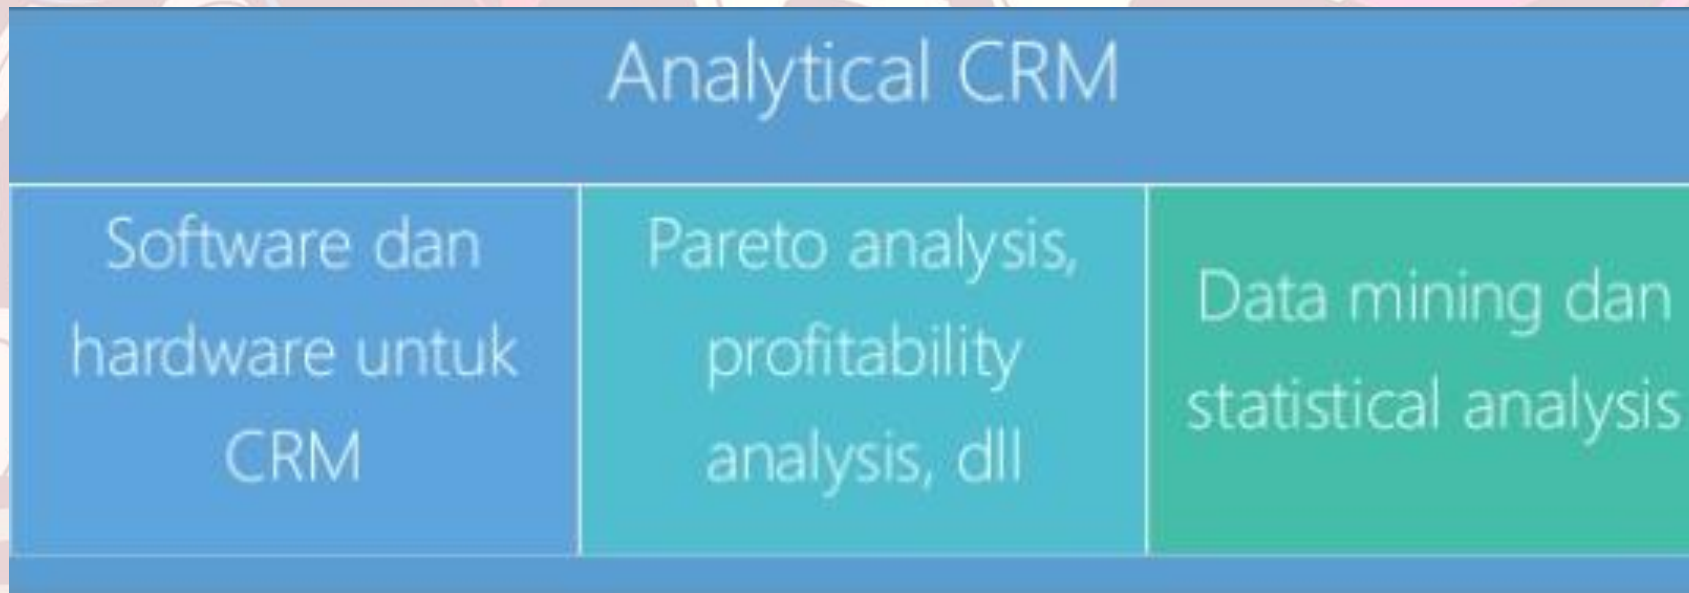 Analytical CRM
Software dan
hardware untuk
CRM
Pareto analysis,
profitability
analysis, dll
Data mining dan
statistical analysis